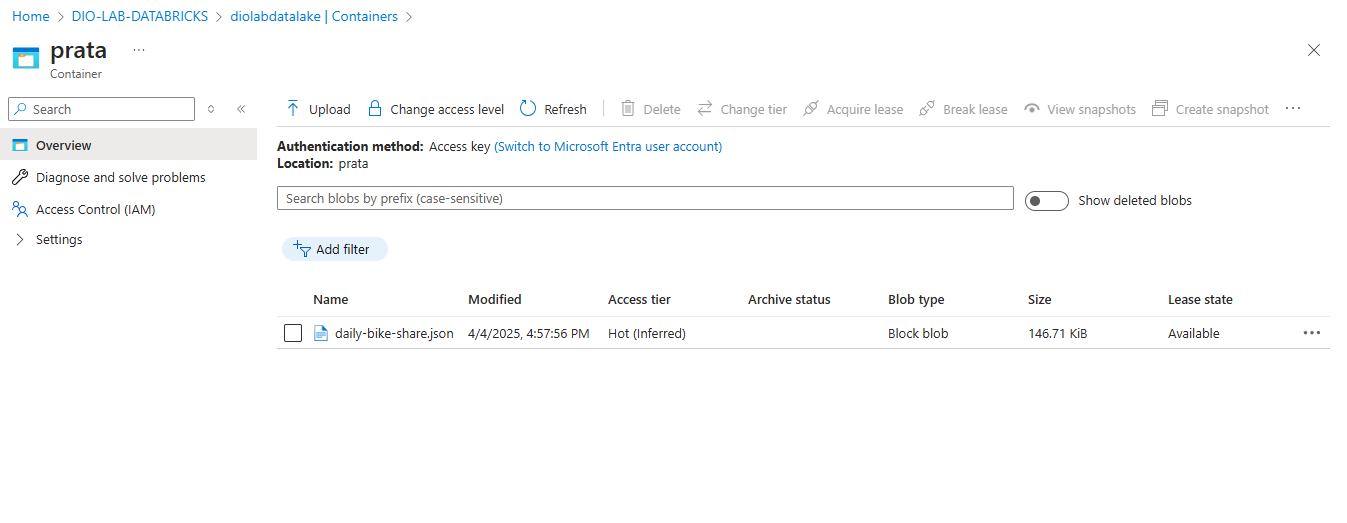 Home > DIO-LAB-DATABRICKS > diolabdatalake | Containers >
prata ...
Container
Search
Upload Change access level Refresh Delete Change tier Acquire lease Break lease View snapshots Create snapshot ...
Overview
Diagnose and solve problems
Access Control (IAM)
Settings
Authentication method: Access key (Switch to Microsoft Entra user account)
Location: prata
Search blobs by prefix (case-sensitive)
Show deleted blobs
Add filter
Name Modified Access tier Archive status Blob type Size Lease state
daily-bike-share.json 4/4/2025, 4:57:56 PM Hot (Inferred) Block blob 146.71 KiB Available ...